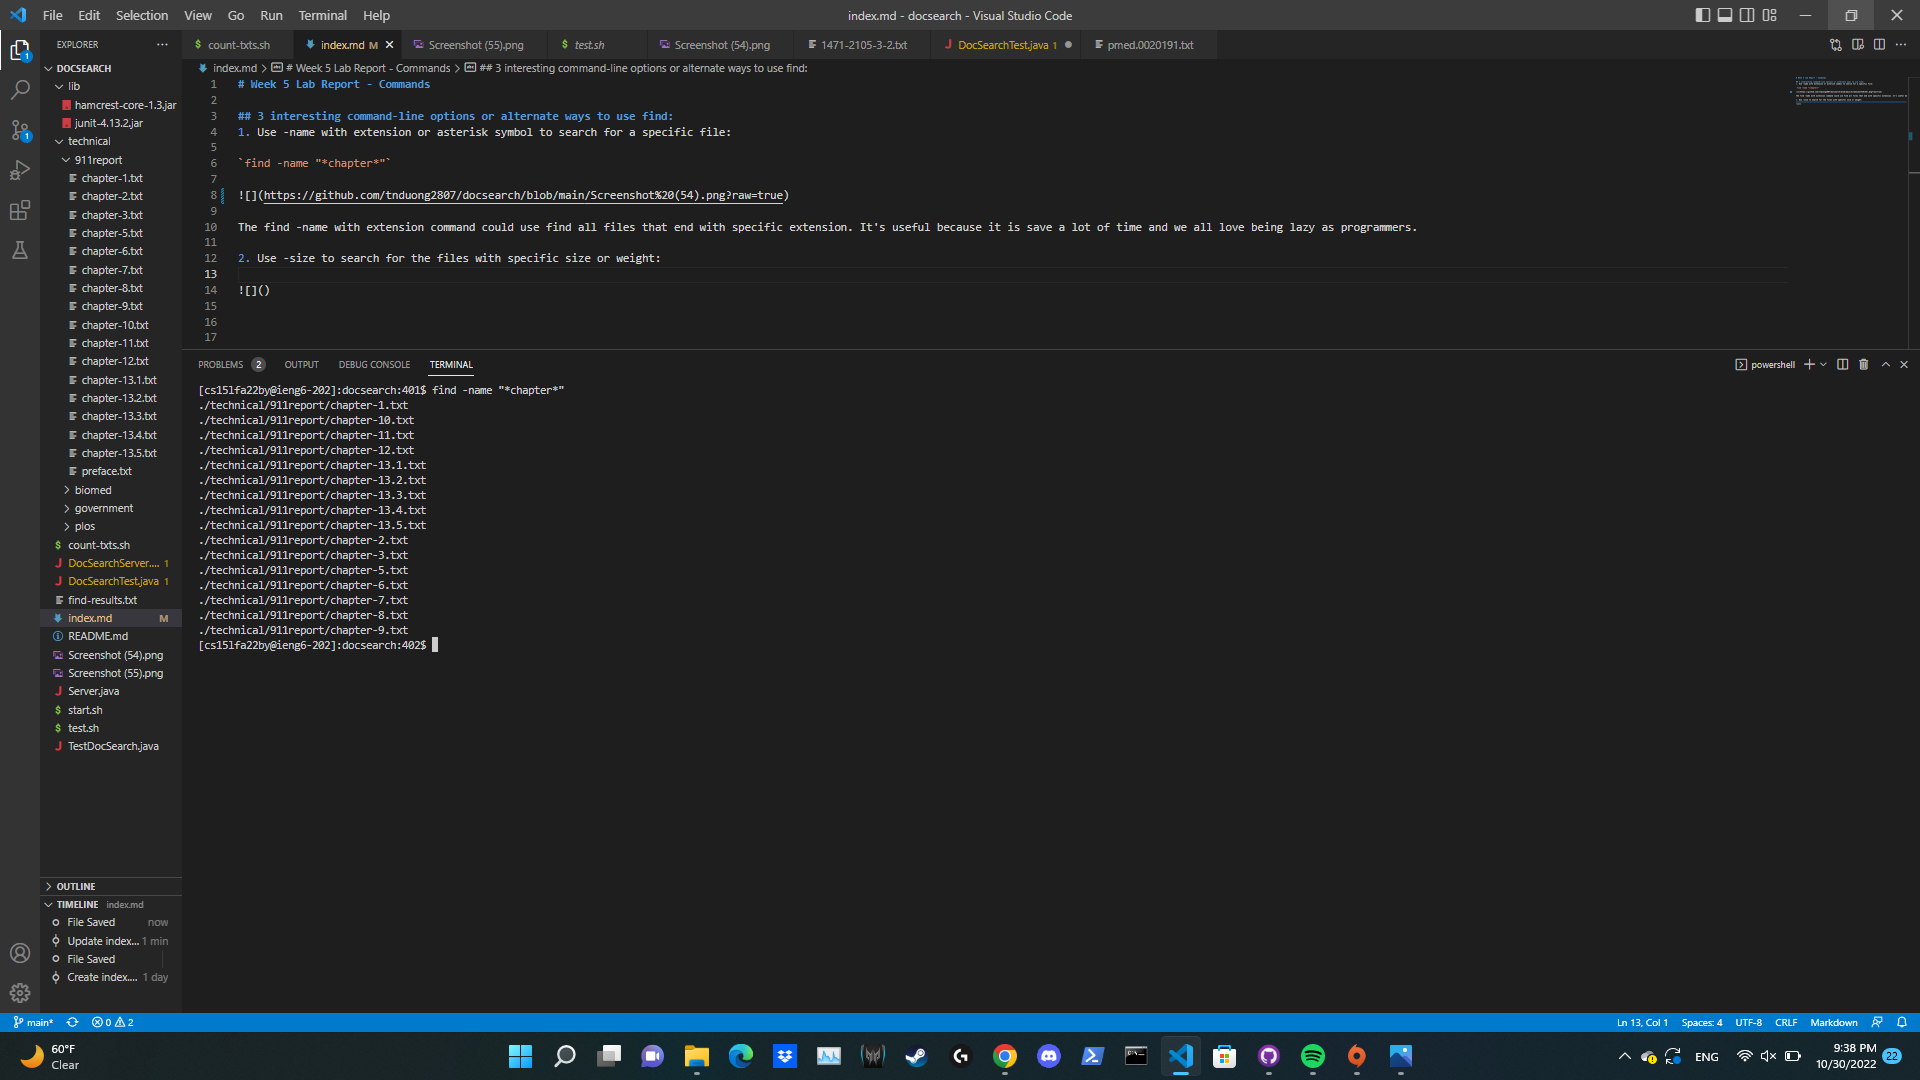 File Edit Selection View Go Run Terminal Help
index.md - docsearch - Visual Studio Code
EXPLORER
DOCSEARCH
lib
hamcrest-core-1.3.jar
junit-4.13.2.jar
technical
911report
chapter-1.txt
chapter-2.txt
chapter-3.txt
chapter-5.txt
chapter-6.txt
chapter-7.txt
chapter-8.txt
chapter-9.txt
chapter-10.txt
chapter-11.txt
chapter-12.txt
chapter-13.1.txt
chapter-13.2.txt
chapter-13.3.txt
chapter-13.4.txt
chapter-13.5.txt
preface.txt
biomed
government
plos
count-txts.sh
DocSearchServer.... 1
DocSearchTest.java 1
find-results.txt
index.md M
README.md
Screenshot (54).png
Screenshot (55).png
Server.java
start.sh
test.sh
TestDocSearch.java
OUTLINE
TIMELINE index.md
File Saved now
Update index... 1 min
File Saved
Create index.... 1 day
count-txts.sh index.md M Screenshot (55).png test.sh Screenshot (54).png 1471-2105-3-2.txt DocSearchTest.java 1 pmed.0020191.txt
index.md > # Week 5 Lab Report - Commands > ## 3 interesting command-line options or alternate ways to use find:
1 # Week 5 Lab Report - Commands
2
3 ## 3 interesting command-line options or alternate ways to use find:
4 1. Use -name with extension or asterisk symbol to search for a specific file:
5
6 `find -name "*chapter*"`
7
8 ![](https://github.com/tnduong2807/docsearch/blob/main/Screenshot%20(54).png?raw=true)
9
10 The find -name with extension command could use find all files that end with specific extension. It's useful because it is save a lot of time and we all love being lazy as programmers.
11
12 2. Use -size to search for the files with specific size or weight:
13
14 ![]()
15
16
17
PROBLEMS 2 OUTPUT DEBUG CONSOLE TERMINAL
powershell
[cs15lfa22by@ieng6-202]:docsearch:401$ find -name "*chapter*"
./technical/911report/chapter-1.txt
./technical/911report/chapter-10.txt
./technical/911report/chapter-11.txt
./technical/911report/chapter-12.txt
./technical/911report/chapter-13.1.txt
./technical/911report/chapter-13.2.txt
./technical/911report/chapter-13.3.txt
./technical/911report/chapter-13.4.txt
./technical/911report/chapter-13.5.txt
./technical/911report/chapter-2.txt
./technical/911report/chapter-3.txt
./technical/911report/chapter-5.txt
./technical/911report/chapter-6.txt
./technical/911report/chapter-7.txt
./technical/911report/chapter-8.txt
./technical/911report/chapter-9.txt
[cs15lfa22by@ieng6-202]:docsearch:402$
main* 0 2
Ln 13, Col 1 Spaces: 4 UTF-8 CRLF Markdown
60°F
Clear
ENG
9:38 PM
10/30/2022
22